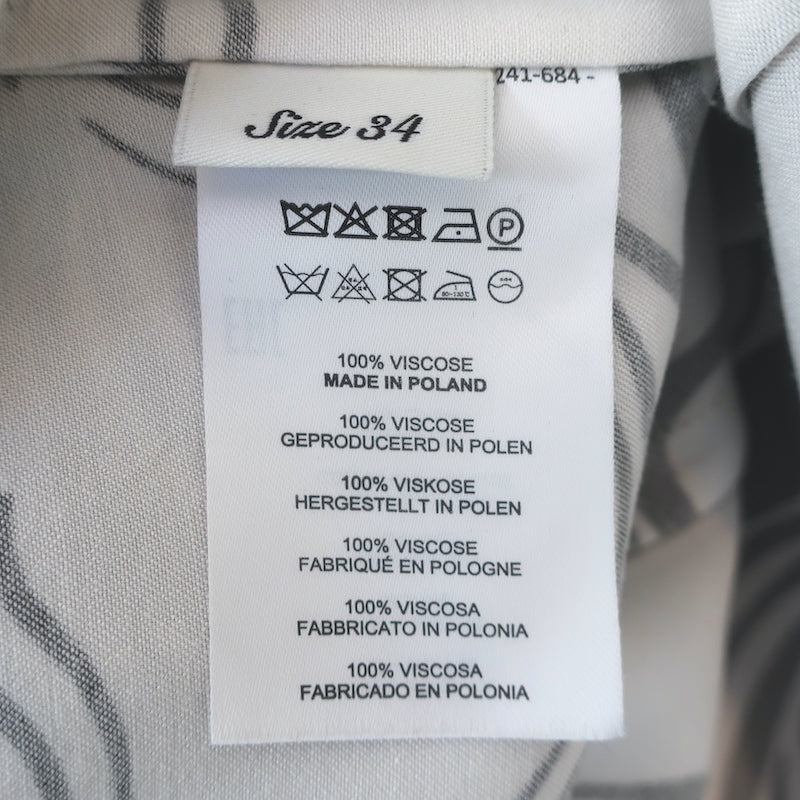 241-684 -
Size 34
P
100% VISCOSE
MADE IN POLAND
100% VISCOSE
GEPRODUCEERD IN POLEN
100% VISKOSE
HERGESTELLT IN POLEN
100% VISCOSE
FABRIQUÉ EN POLOGNE
100% VISCOSA
FABBRICATO IN POLONIA
100% VISCOSA
FABRICADO EN POLONIA